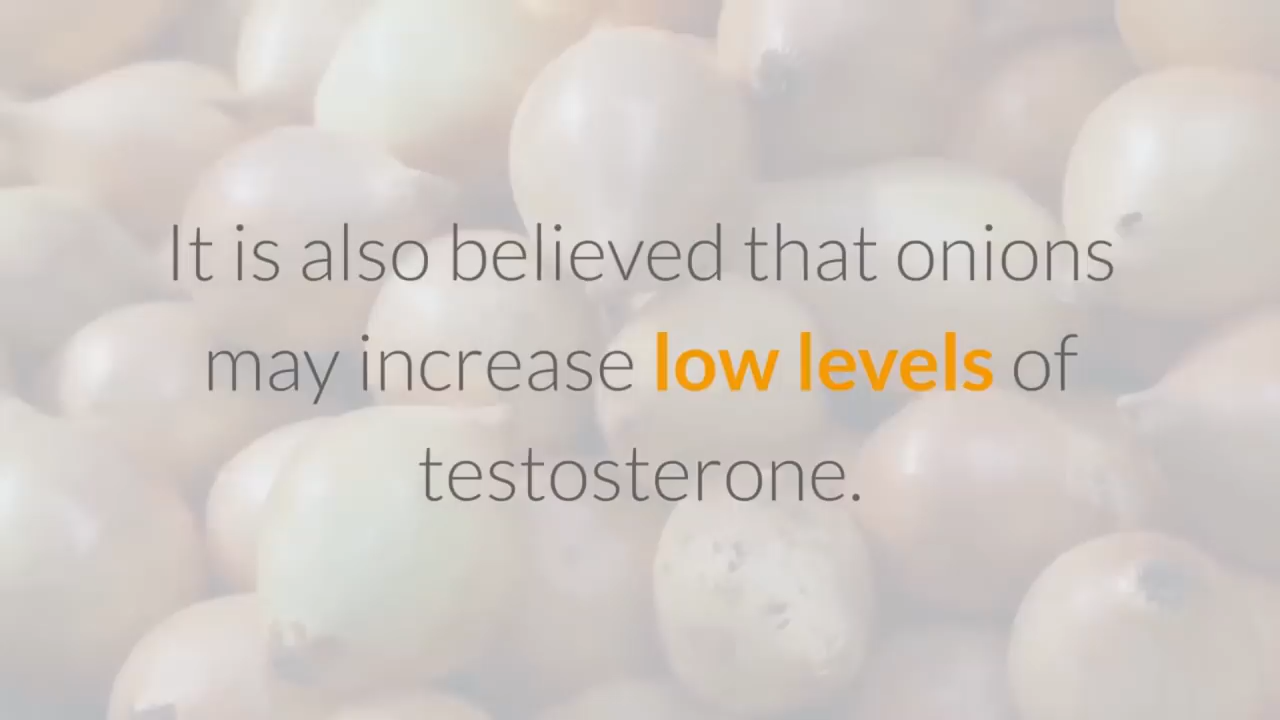 It is also believed that onions
may increase low levels of
testosterone.